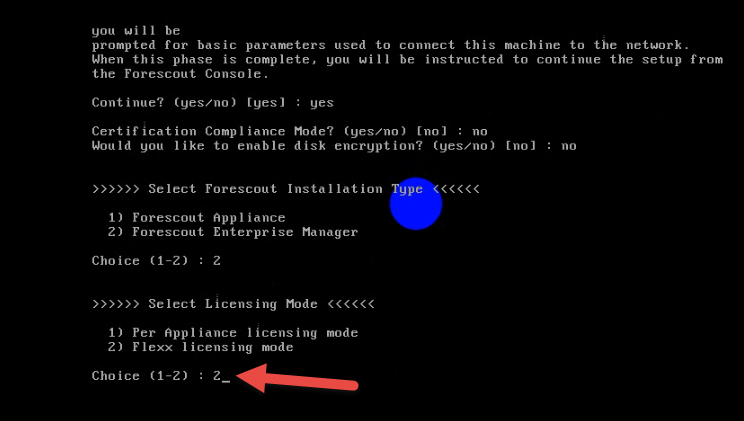 you will be
prompted for basic parameters used to connect this machine to the network.
When this phase is complete, you will be instructed to continue the setup from
the Forescout Console.
Continue? (yes/no) [yes] : yes
Certification Compliance Mode? (yes/no) [no] : no
Would you like to enable disk encryption? (yes/no) [no] : no
>>>>>> Select Forescout Installation Type <<<<<<
1) Forescout Appliance
2) Forescout Enterprise Manager
Choice (1-2) : 2
>>>>>> Select Licensing Mode <<<<<<
1) Per Appliance licensing mode
2) Flexx licensing mode
Choice (1-2) : 2_